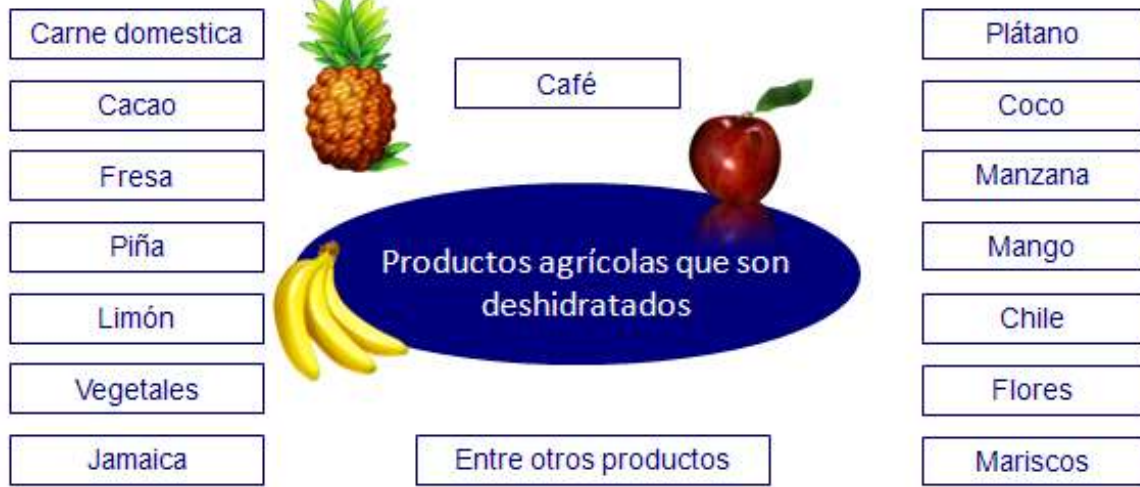 Carne domestica
Cacao
Fresa
Piña
Limón
Vegetales
Jamaica
Café
Productos agrícolas que son
deshidratados
Entre otros productos
Plátano
Coco
Manzana
Mango
Chile
Flores
Mariscos